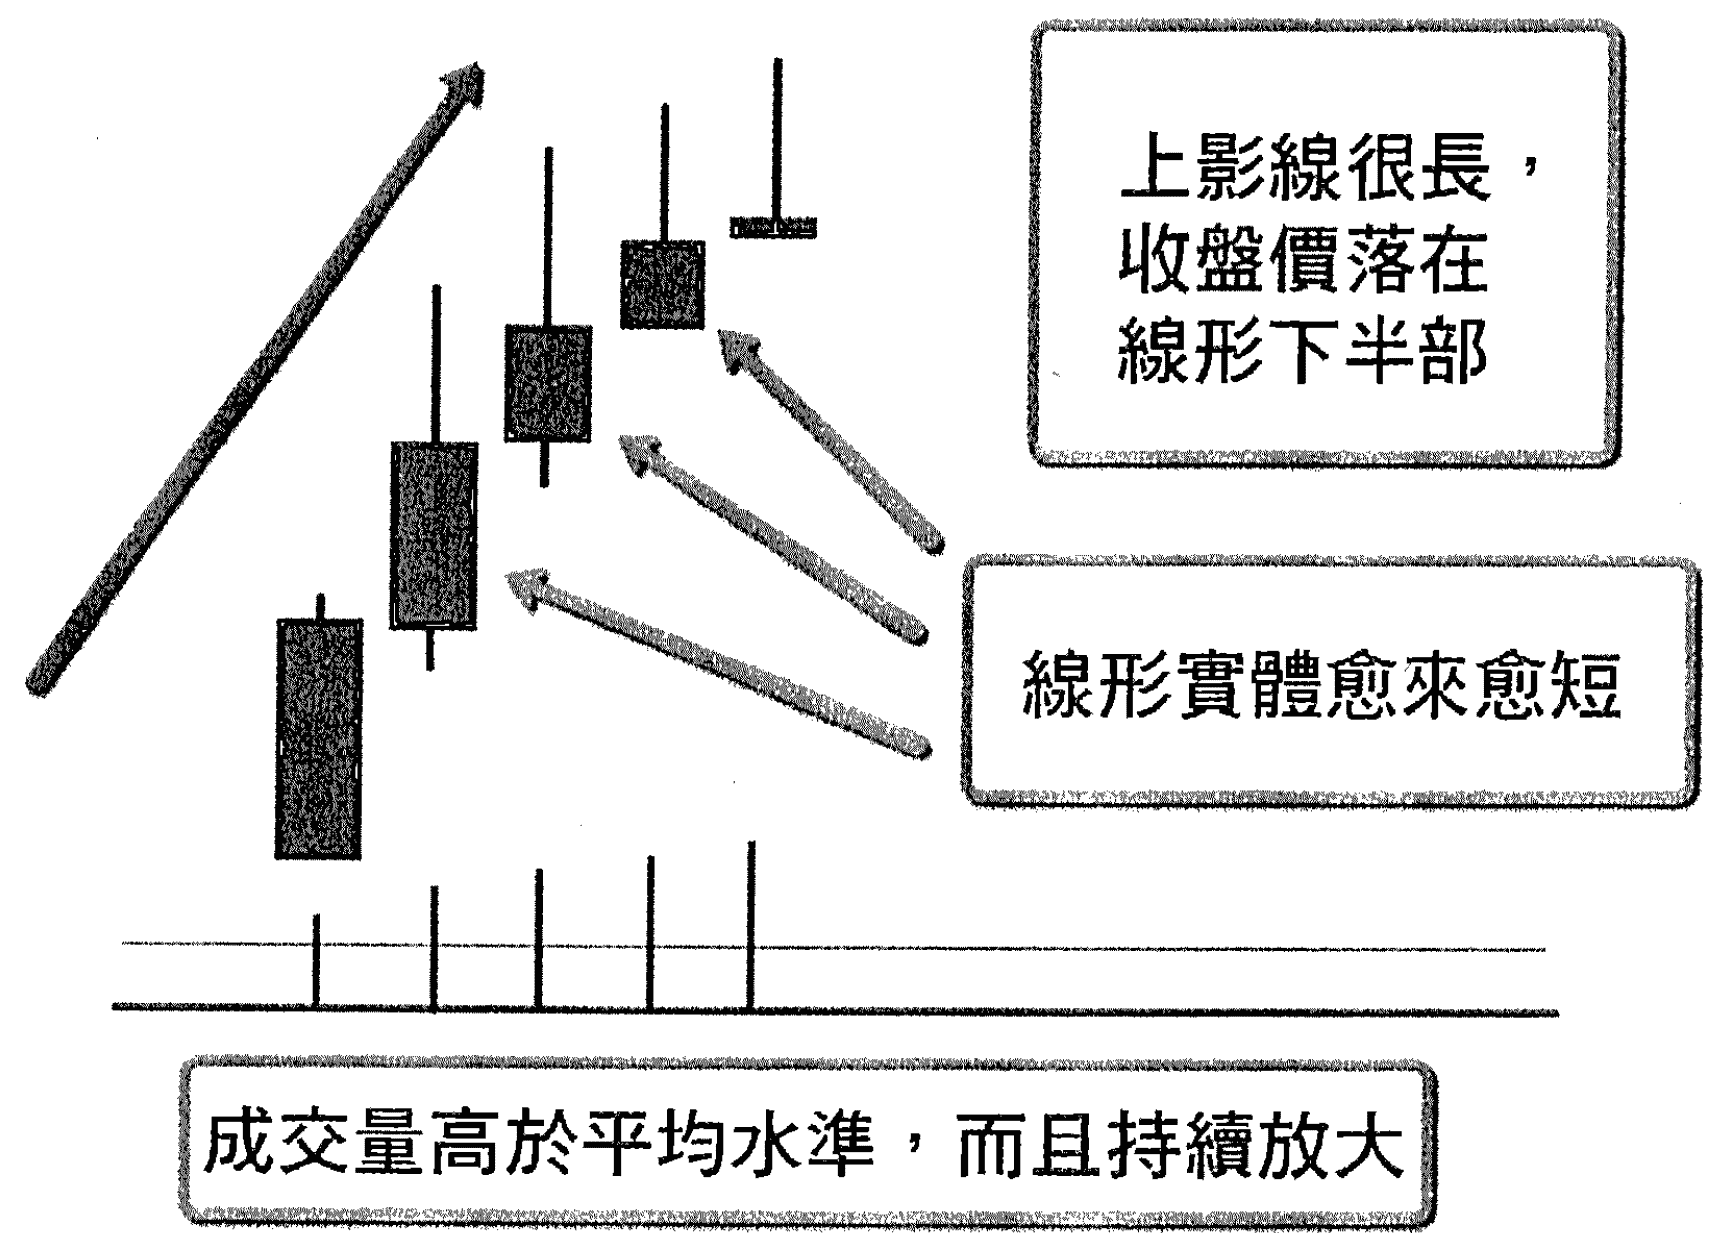 上影線很長，
收盤價落在
線形下半部
線形實體愈來愈短
成交量高於平均水準，而且持續放大